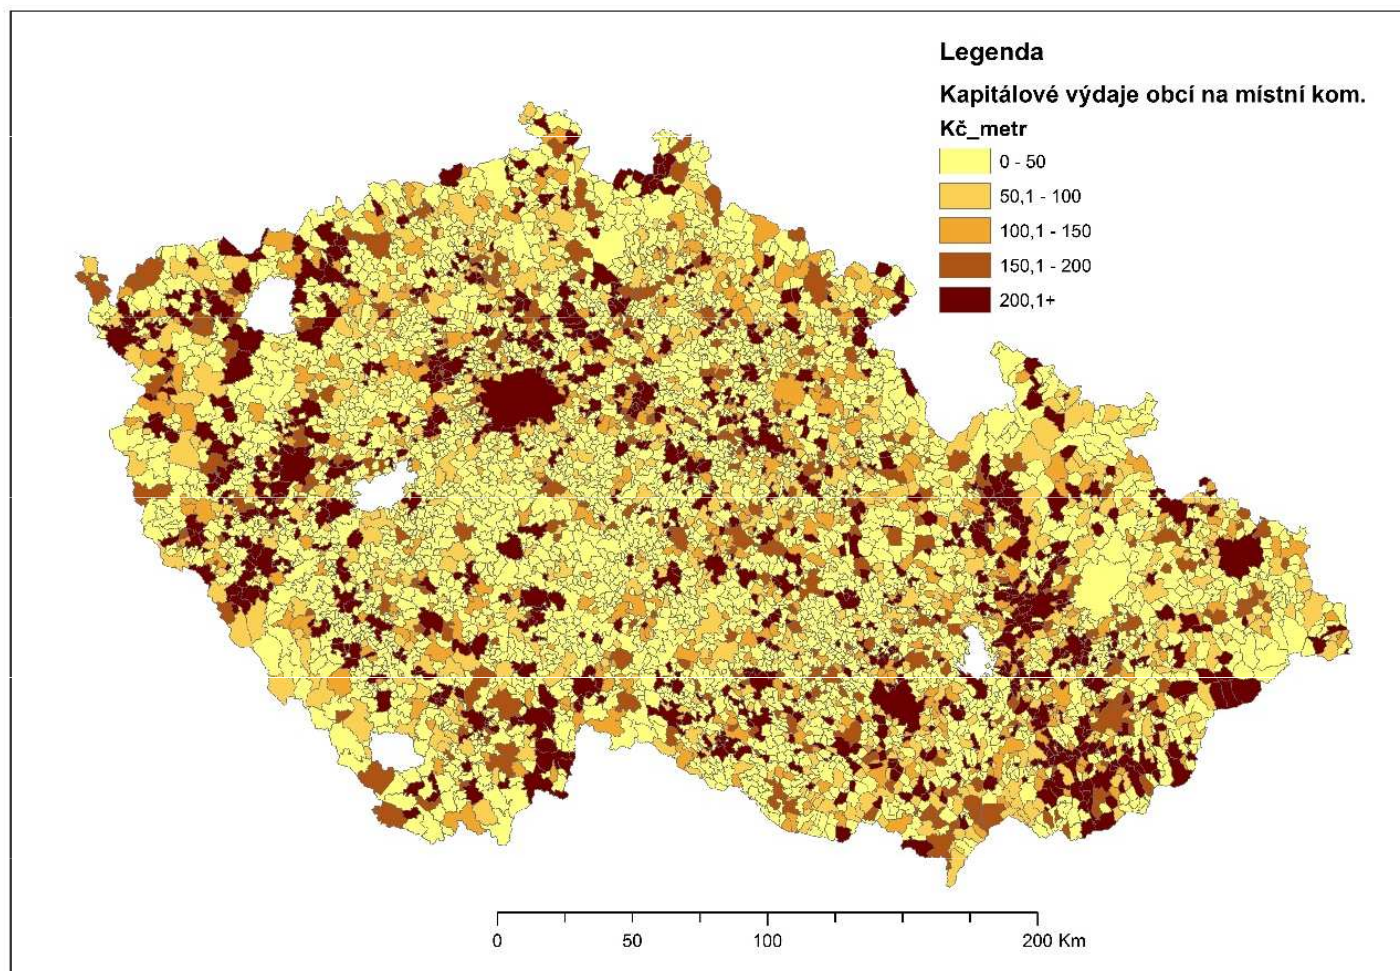 Legenda
Kapitálové výdaje obcí na místní kom.
Kč_metr
0 - 50
50,1 - 100
100,1 - 150
150,1 - 200
200,1+
0 50 100 200 Km